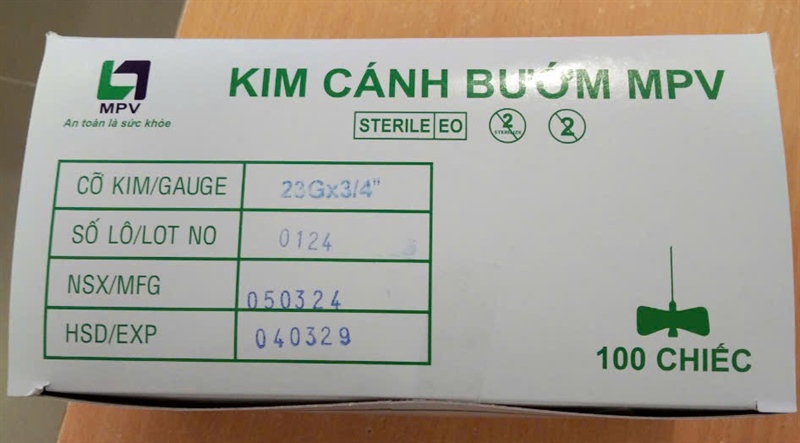 MPV
An toàn là sức khỏe
KIM CÁNH BƯỚM MPV
STERILE EO
2 STERILIZE
2
CỠ KIM/GAUGE 23Gx3/4"
SỐ LÔ/LOT NO 0124
NSX/MFG 050324
HSD/EXP 040329
100 CHIẾC